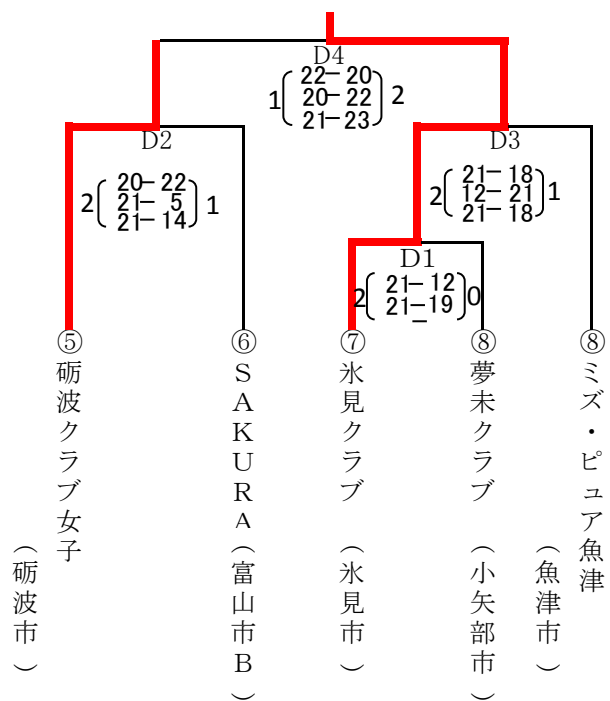 D4
1 22－20 2
20－22
21－23
D2
2 20－22 1
21－ 5
21－14
D3
2 21－18 1
12－21
21－18
D1
2 21－12 0
21－19
－
⑤
砺波クラブ女子
（砺波市）
⑥
ＳＡＫＵＲＡ（富山市Ｂ）
⑦
氷見クラブ （氷見市）
⑧
夢未クラブ （小矢部市）
⑧
ミズ・ピュア魚津
（魚津市）